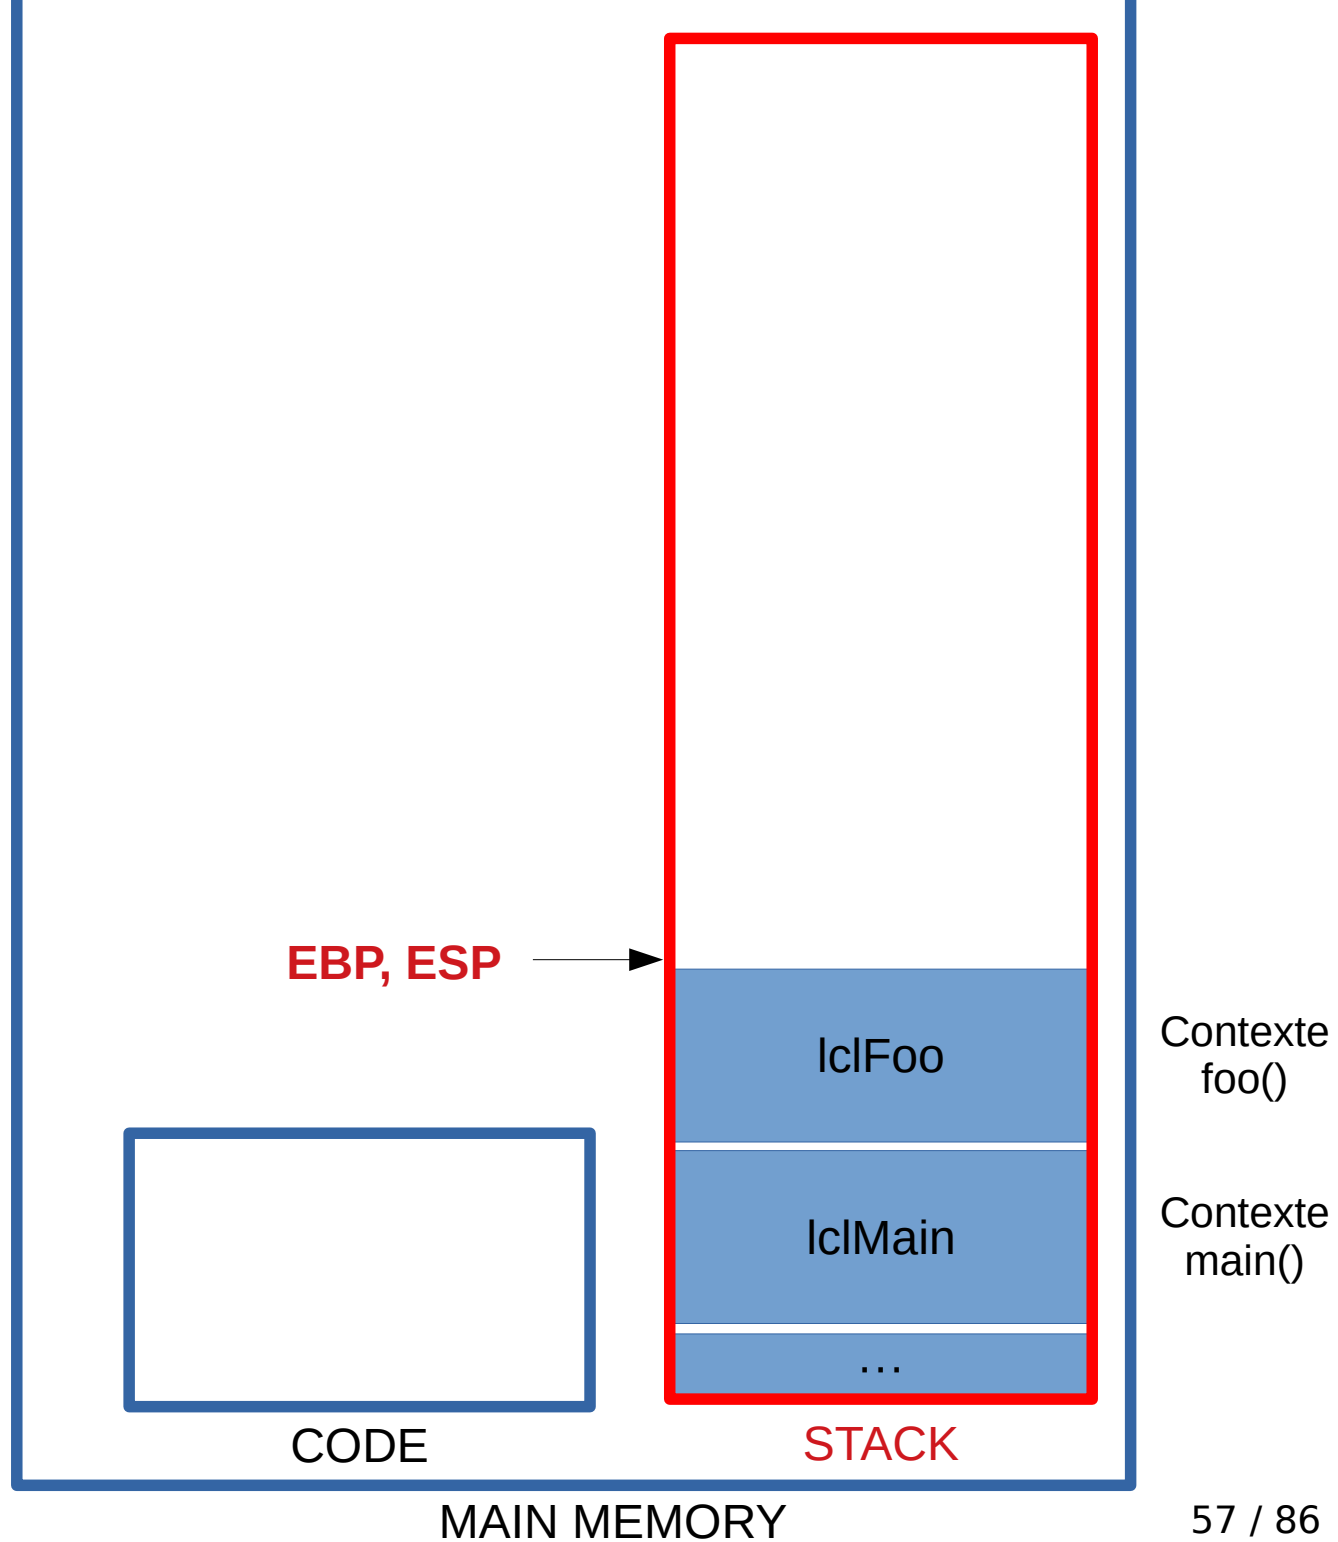 EBP, ESP
lclFoo
Contexte
foo()
lclMain
Contexte
main()
...
CODE
STACK
MAIN MEMORY
57 / 86